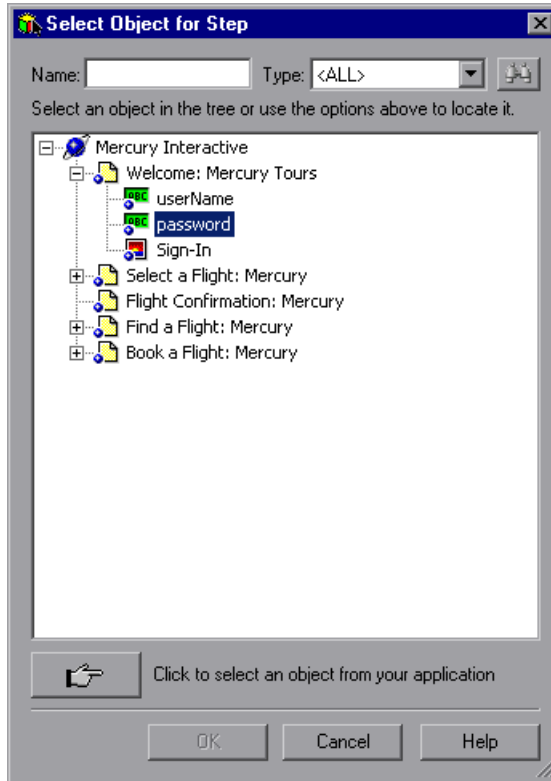 Select Object for Step
Name: Type: <ALL>
Select an object in the tree or use the options above to locate it.
Mercury Interactive
Welcome: Mercury Tours
ABC userName
ABC password
Sign-In
Select a Flight: Mercury
Flight Confirmation: Mercury
Find a Flight: Mercury
Book a Flight: Mercury
Click to select an object from your application
OK Cancel Help